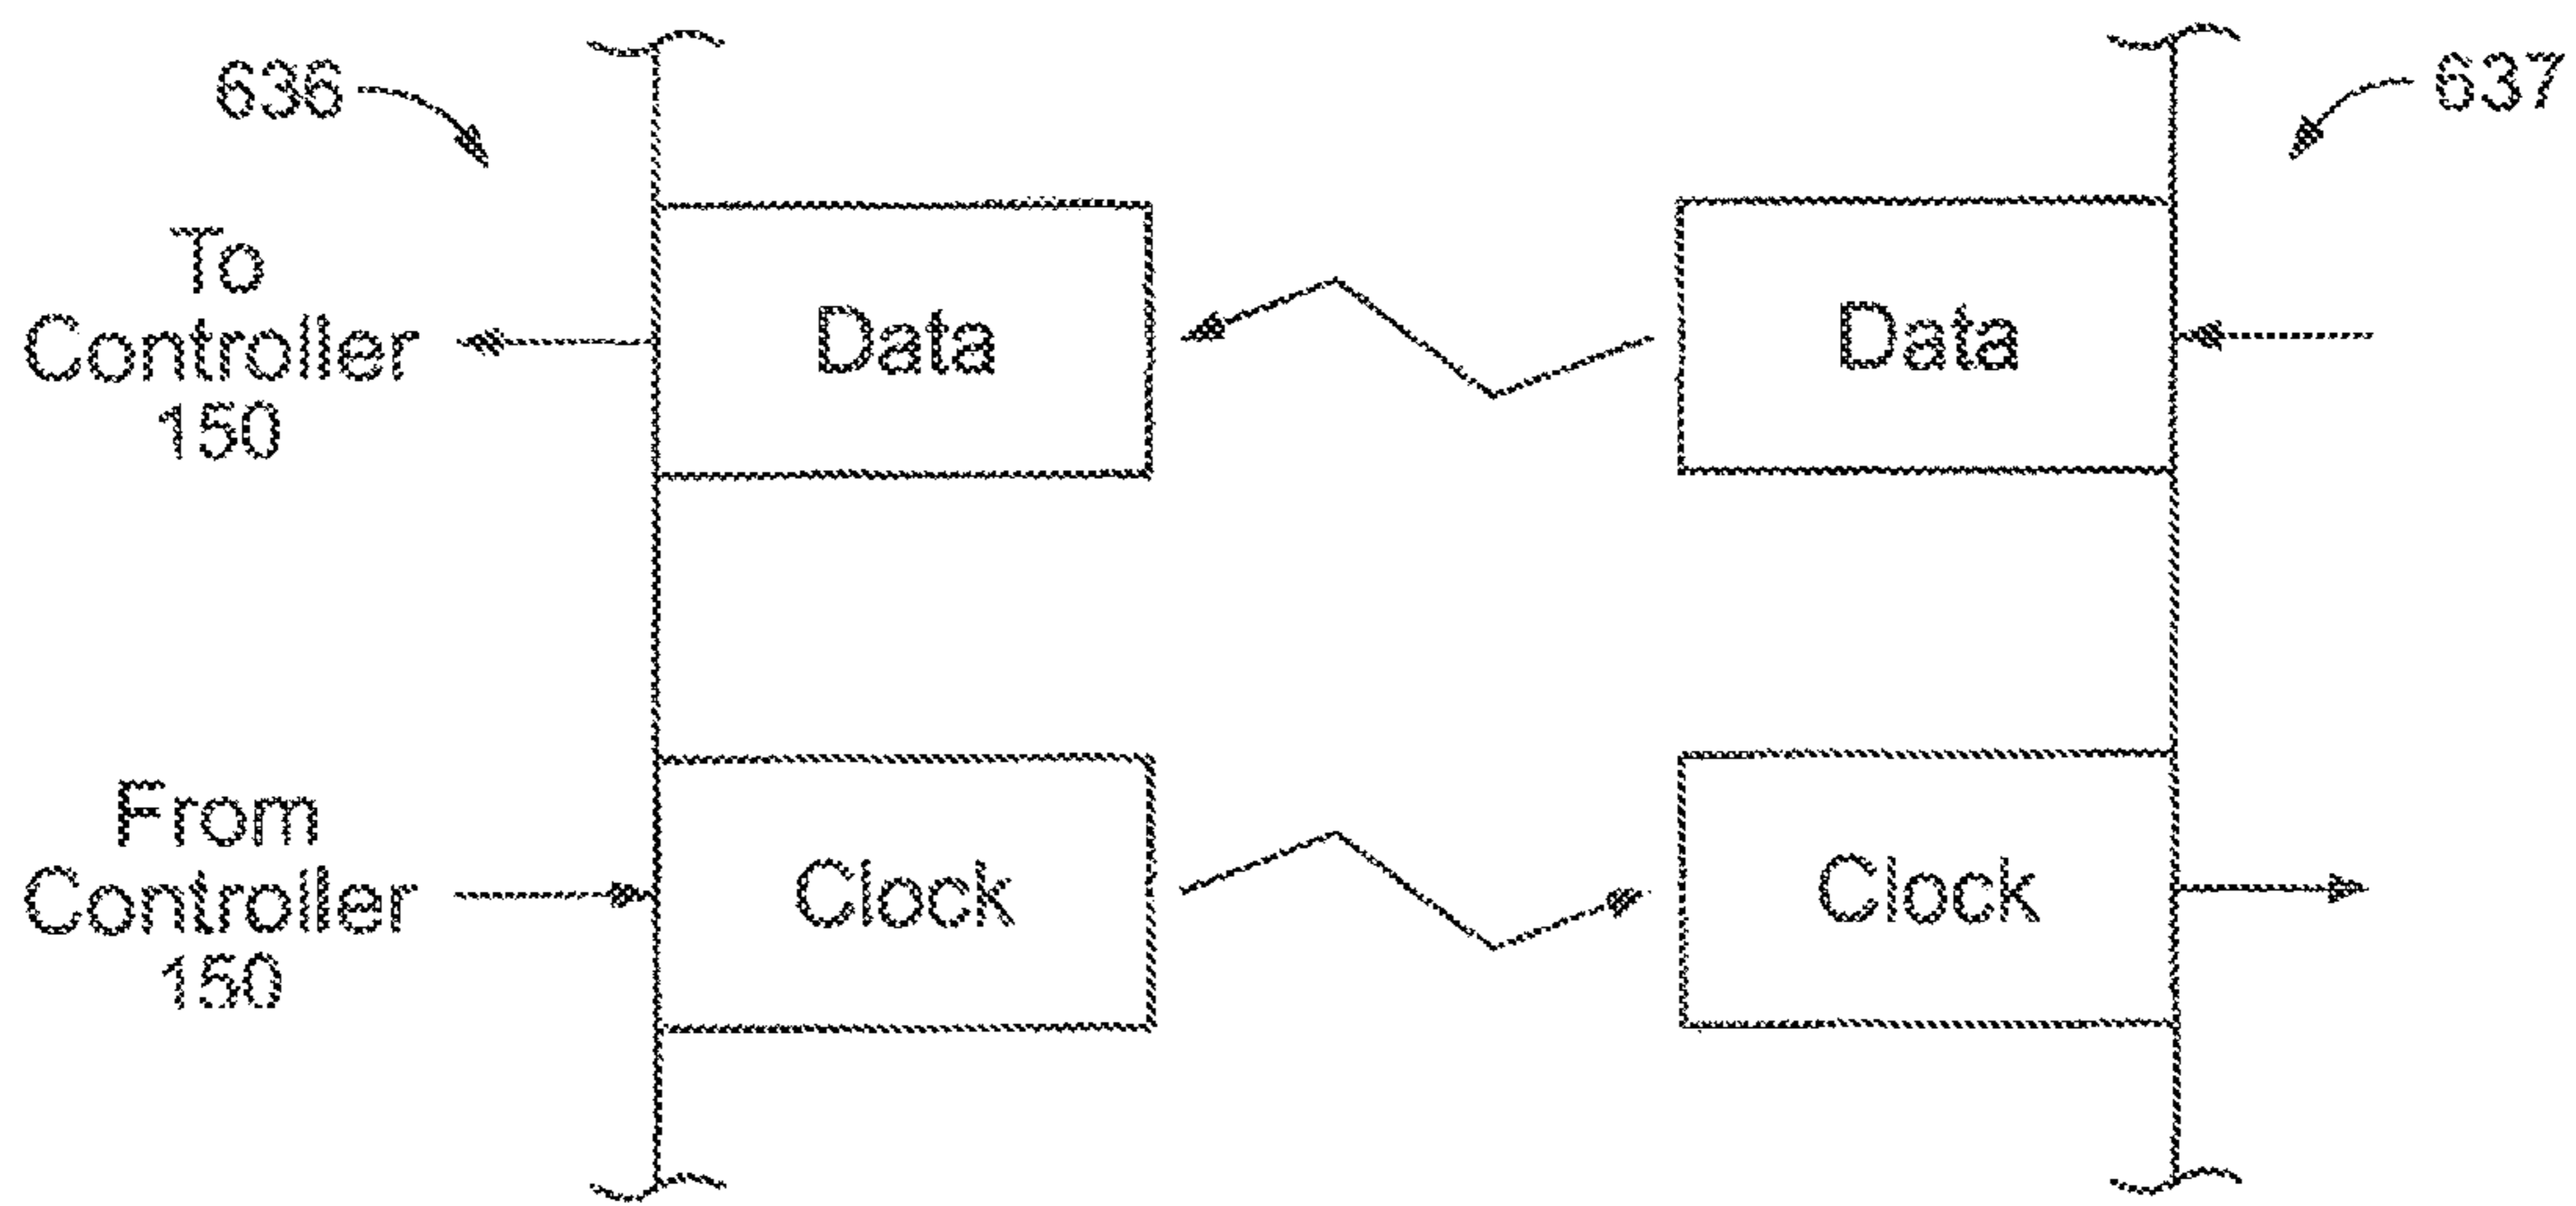 636
637
To
Controller
150
Data
Data
From
Controller
150
Clock
Clock